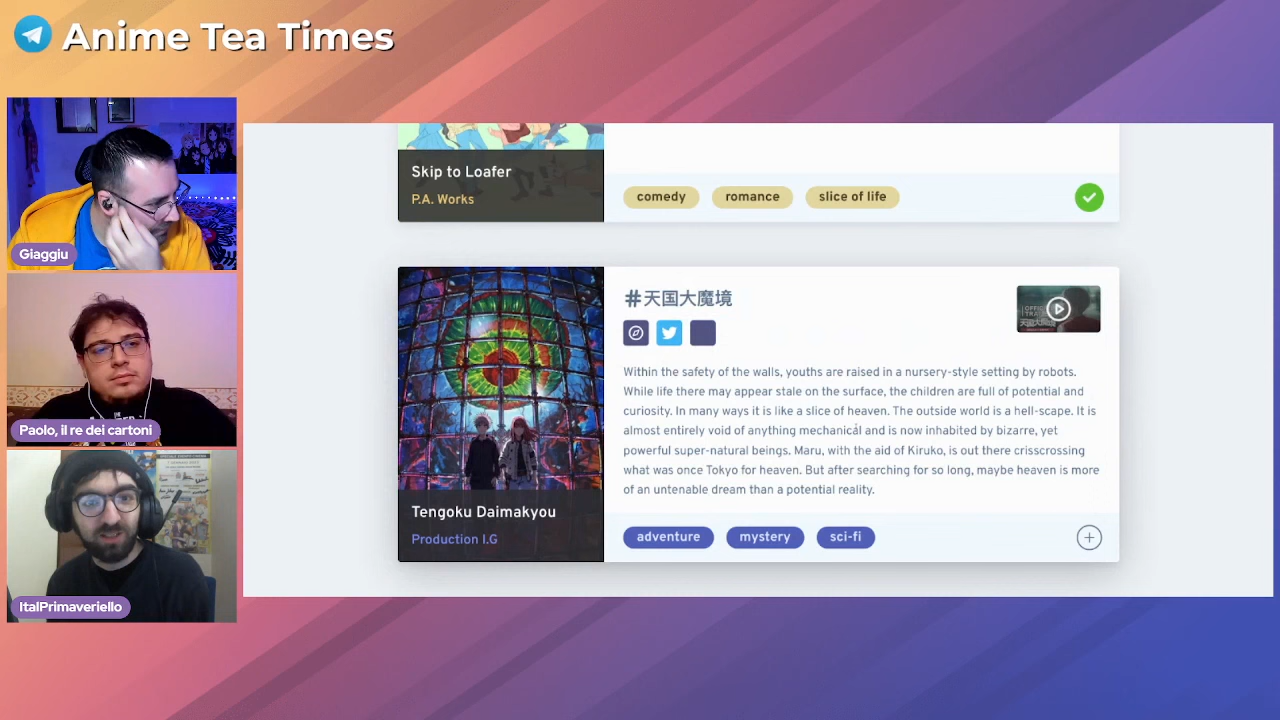 Anime Tea Times
Giaggiu
Paolo, il re dei cartoni
ItalPrimaveriello
Skip to Loafer
P.A. Works
comedy
romance
slice of life
#天国大魔境
Within the safety of the walls, youths are raised in a nursery-style setting by robots.
While life there may appear stale on the surface, the children are full of potential and
curiosity. In many ways it is like a slice of heaven. The outside world is a hell-scape. It is
almost entirely void of anything mechanical and is now inhabited by bizarre, yet
powerful super-natural beings. Maru, with the aid of Kiruko, is out there crisscrossing
what was once Tokyo for heaven. But after searching for so long, maybe heaven is more
of an untenable dream than a potential reality.
Tengoku Daimakyou
Production I.G
adventure
mystery
sci-fi